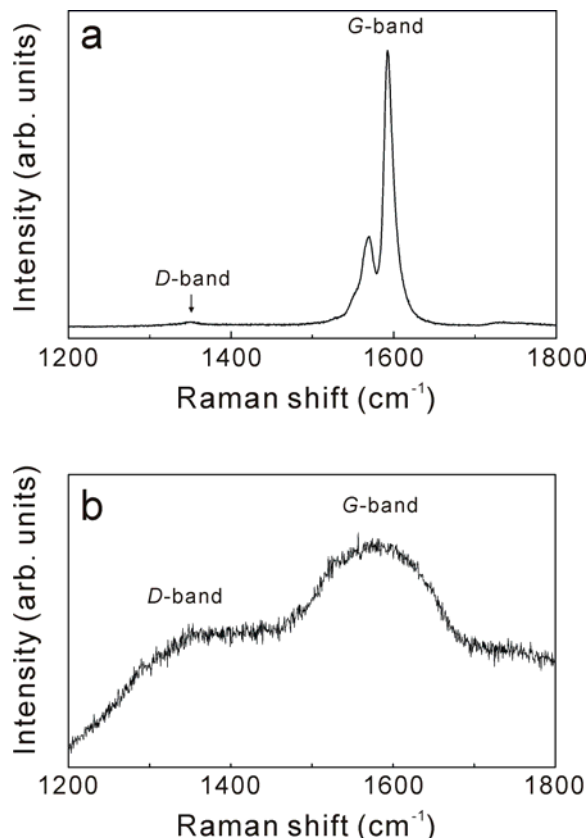 a
G-band
D-band
Intensity (arb. units)
1200 1400 1600 1800
Raman shift (cm⁻¹)
b
G-band
D-band
Intensity (arb. units)
1200 1400 1600 1800
Raman shift (cm⁻¹)